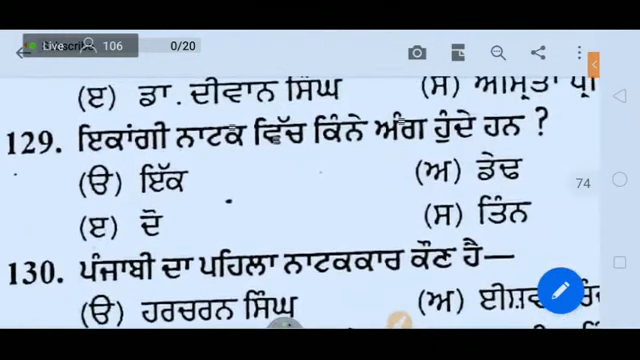 Live 106 0/20
(ੲ) ਡਾ. ਦੀਵਾਨ ਸਿੰਘ (ਸ) ਅੰਮ੍ਰਿਤਾ
129. ਇਕਾਂਗੀ ਨਾਟਕ ਵਿੱਚ ਕਿੰਨੇ ਅੰਗ ਹੁੰਦੇ ਹਨ ?
(ੳ) ਇੱਕ (ਅ) ਡੇਢ
74
(ੲ) ਦੋ (ਸ) ਤਿੰਨ
130. ਪੰਜਾਬੀ ਦਾ ਪਹਿਲਾ ਨਾਟਕਕਾਰ ਕੌਣ ਹੈ—
(ੳ) ਹਰਚਰਨ ਸਿੰਘ (ਅ)